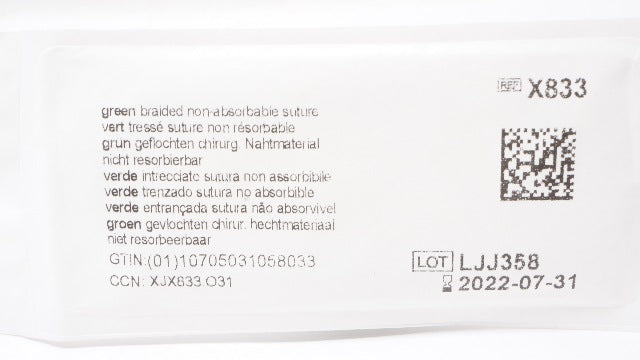 REF X833
green braided non-absorbable suture
vert tressé suture non résorbable
grün geflochten chirurg. Nahtmaterial
nicht resorbierbar
verde intrecciato sutura non assorbibile
verde trenzado sutura no absorbible
verde entrançada sutura não absorvivel
groen gevlochten chirur. hechtmateriaal
niet resorbeerbaar
GTIN:(01)10705031058033
CCN: XJX833.O31
LOT LJJ358
2022-07-31